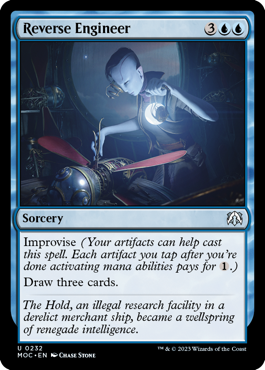 Reverse Engineer 3
Sorcery
Improvise (Your artifacts can help cast
this spell. Each artifact you tap after you're
done activating mana abilities pays for 1.)
Draw three cards.
The Hold, an illegal research facility in a
derelict merchant ship, became a wellspring
of renegade intelligence.
U 0232
MOC • EN CHASE STONE
™ & © 2023 Wizards of the Coast